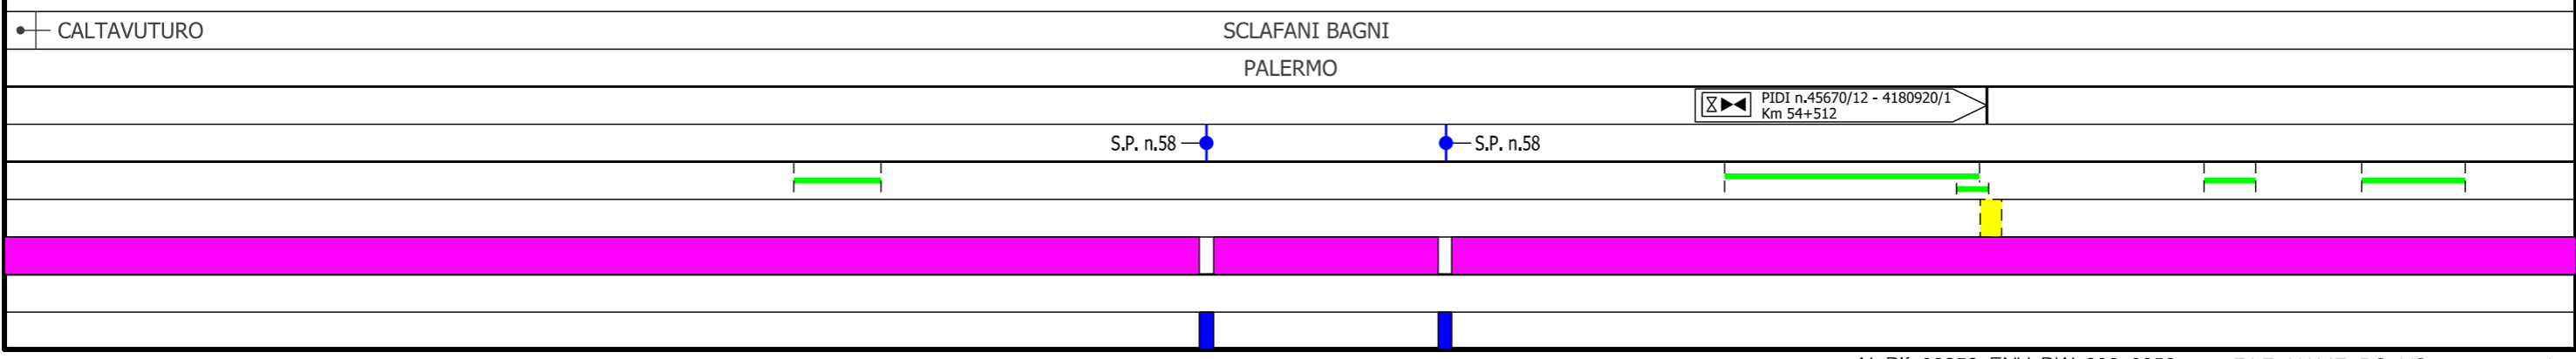 CALTAVUTURO
SCLAFANI BAGNI
PALERMO
PIDI n.45670/12 - 4180920/1
Km 54+512
S.P. n.58
S.P. n.58